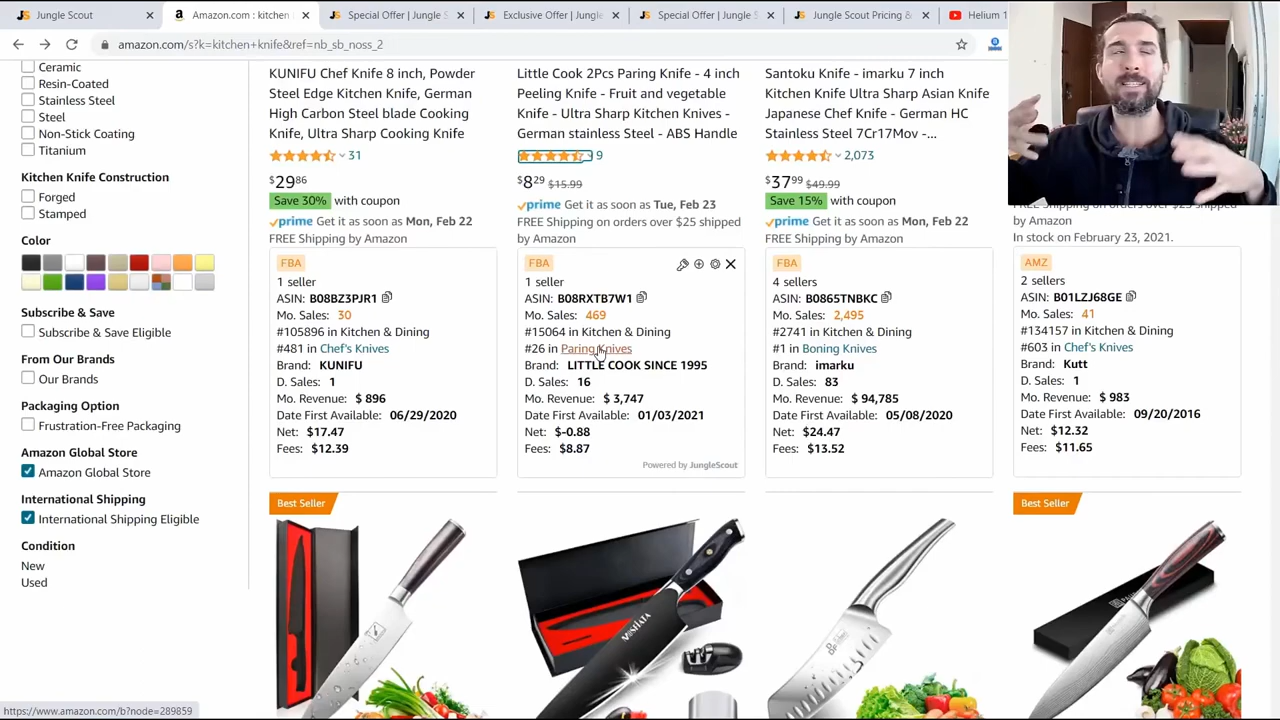 Jungle Scout
Amazon.com : kitchen
Special Offer | Jungle S
Exclusive Offer | Jungle
Special Offer | Jungle S
Jungle Scout Pricing &
Helium 1
amazon.com/s?k=kitchen+knife&ref=nb_sb_noss_2
Ceramic
Resin-Coated
Stainless Steel
Steel
Non-Stick Coating
Titanium
Kitchen Knife Construction
Forged
Stamped
Color
Subscribe & Save
Subscribe & Save Eligible
From Our Brands
Our Brands
Packaging Option
Frustration-Free Packaging
Amazon Global Store
Amazon Global Store
International Shipping
International Shipping Eligible
Condition
New
Used
KUNIFU Chef Knife 8 inch, Powder
Steel Edge Kitchen Knife, German
High Carbon Steel blade Cooking
Knife, Ultra Sharp Cooking Knife
31
$2986
Save 30% with coupon
prime Get it as soon as Mon, Feb 22
FREE Shipping by Amazon
FBA
1 seller
ASIN: B08BZ3PJR1
Mo. Sales: 30
#105896 in Kitchen & Dining
#481 in Chef's Knives
Brand: KUNIFU
D. Sales: 1
Mo. Revenue: $ 896
Date First Available: 06/29/2020
Net: $17.47
Fees: $12.39
Little Cook 2Pcs Paring Knife - 4 inch
Peeling Knife - Fruit and vegetable
Knife - Ultra Sharp Kitchen Knives -
German stainless Steel - ABS Handle
9
$829 $15.99
prime Get it as soon as Tue, Feb 23
FREE Shipping on orders over $25 shipped
by Amazon
FBA
1 seller
ASIN: B08RXTB7W1
Mo. Sales: 469
#15064 in Kitchen & Dining
#26 in Paring Knives
Brand: LITTLE COOK SINCE 1995
D. Sales: 16
Mo. Revenue: $ 3,747
Date First Available: 01/03/2021
Net: $-0.88
Fees: $8.87
Powered by JungleScout
Santoku Knife - imarku 7 inch
Kitchen Knife Ultra Sharp Asian Knife
Japanese Chef Knife - German HC
Stainless Steel 7Cr17Mov -...
2,073
$3799 $49.99
Save 15% with coupon
prime Get it as soon as Mon, Feb 22
FREE Shipping by Amazon
FBA
4 sellers
ASIN: B0865TNBKC
Mo. Sales: 2,495
#2741 in Kitchen & Dining
#1 in Boning Knives
Brand: imarku
D. Sales: 83
Mo. Revenue: $ 94,785
Date First Available: 05/08/2020
Net: $24.47
Fees: $13.52
FREE Shipping on orders over $25 shipped
by Amazon
In stock on February 23, 2021.
AMZ
2 sellers
ASIN: B01LZJ68GE
Mo. Sales: 41
#134157 in Kitchen & Dining
#603 in Chef's Knives
Brand: Kutt
D. Sales: 1
Mo. Revenue: $ 983
Date First Available: 09/20/2016
Net: $12.32
Fees: $11.65
Best Seller
Best Seller
https://www.amazon.com/b?node=289859